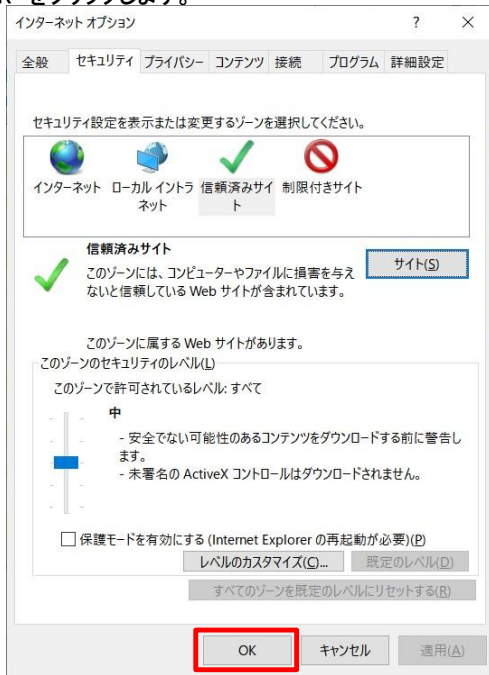 をクリックします。
インターネット オプション ? ×
全般 セキュリティ プライバシー コンテンツ 接続 プログラム 詳細設定
セキュリティ設定を表示または変更するゾーンを選択してください。
インターネット ローカル イントラ 信頼済みサイ 制限付きサイト
ネット ト
信頼済みサイト
このゾーンには、コンピューターやファイルに損害を与え
ないと信頼している Web サイトが含まれています。
サイト(S)
このゾーンに属する Web サイトがあります。
このゾーンのセキュリティのレベル(L)
このゾーンで許可されているレベル: すべて
中
- 安全でない可能性のあるコンテンツをダウンロードする前に警告し
ます。
- 未署名の ActiveX コントロールはダウンロードされません。
保護モードを有効にする (Internet Explorer の再起動が必要)(P)
レベルのカスタマイズ(C)... 既定のレベル(D)
すべてのゾーンを既定のレベルにリセットする(R)
OK キャンセル 適用(A)